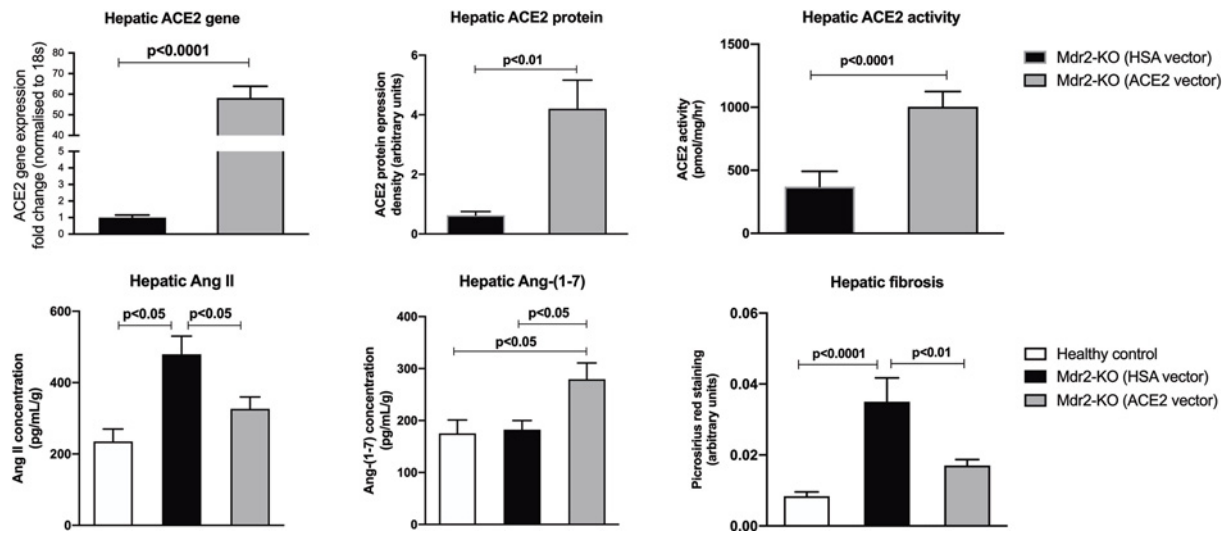 Hepatic ACE2 gene
ACE2 gene expression
fold change (normalised to 18s)
80
70
60
50
40
5
4
3
2
1
0
p<0.0001
Hepatic ACE2 protein
ACE2 protein epression
density (arbitrary units)
6
4
2
0
p<0.01
Hepatic ACE2 activity
ACE2 activity
(pmol/mg/hr)
1500
1000
500
0
p<0.0001
Mdr2-KO (HSA vector)
Mdr2-KO (ACE2 vector)
Hepatic Ang II
Ang II concentration
(pg/mL/g)
600
400
200
0
p<0.05 p<0.05
Hepatic Ang-(1-7)
Ang-(1-7) concentration
(pg/mL/g)
400
300
200
100
0
p<0.05
p<0.05
Hepatic fibrosis
Picrosirius red staining
(arbitrary units)
0.06
0.04
0.02
0.00
p<0.0001 p<0.01
Healthy control
Mdr2-KO (HSA vector)
Mdr2-KO (ACE2 vector)